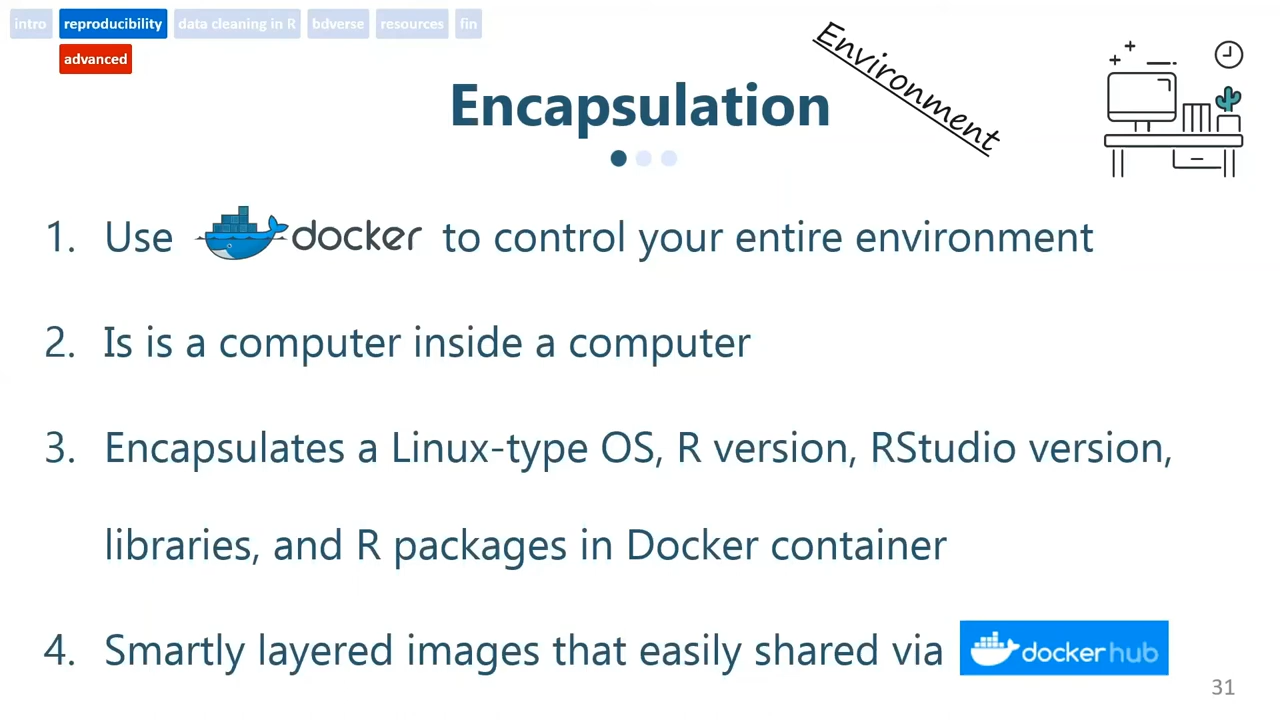 intro reproducibility data cleaning in R bdverse resources fin
advanced
Environment
Encapsulation
1. Use docker to control your entire environment
2. Is is a computer inside a computer
3. Encapsulates a Linux-type OS, R version, RStudio version,
libraries, and R packages in Docker container
4. Smartly layered images that easily shared via dockerhub
31